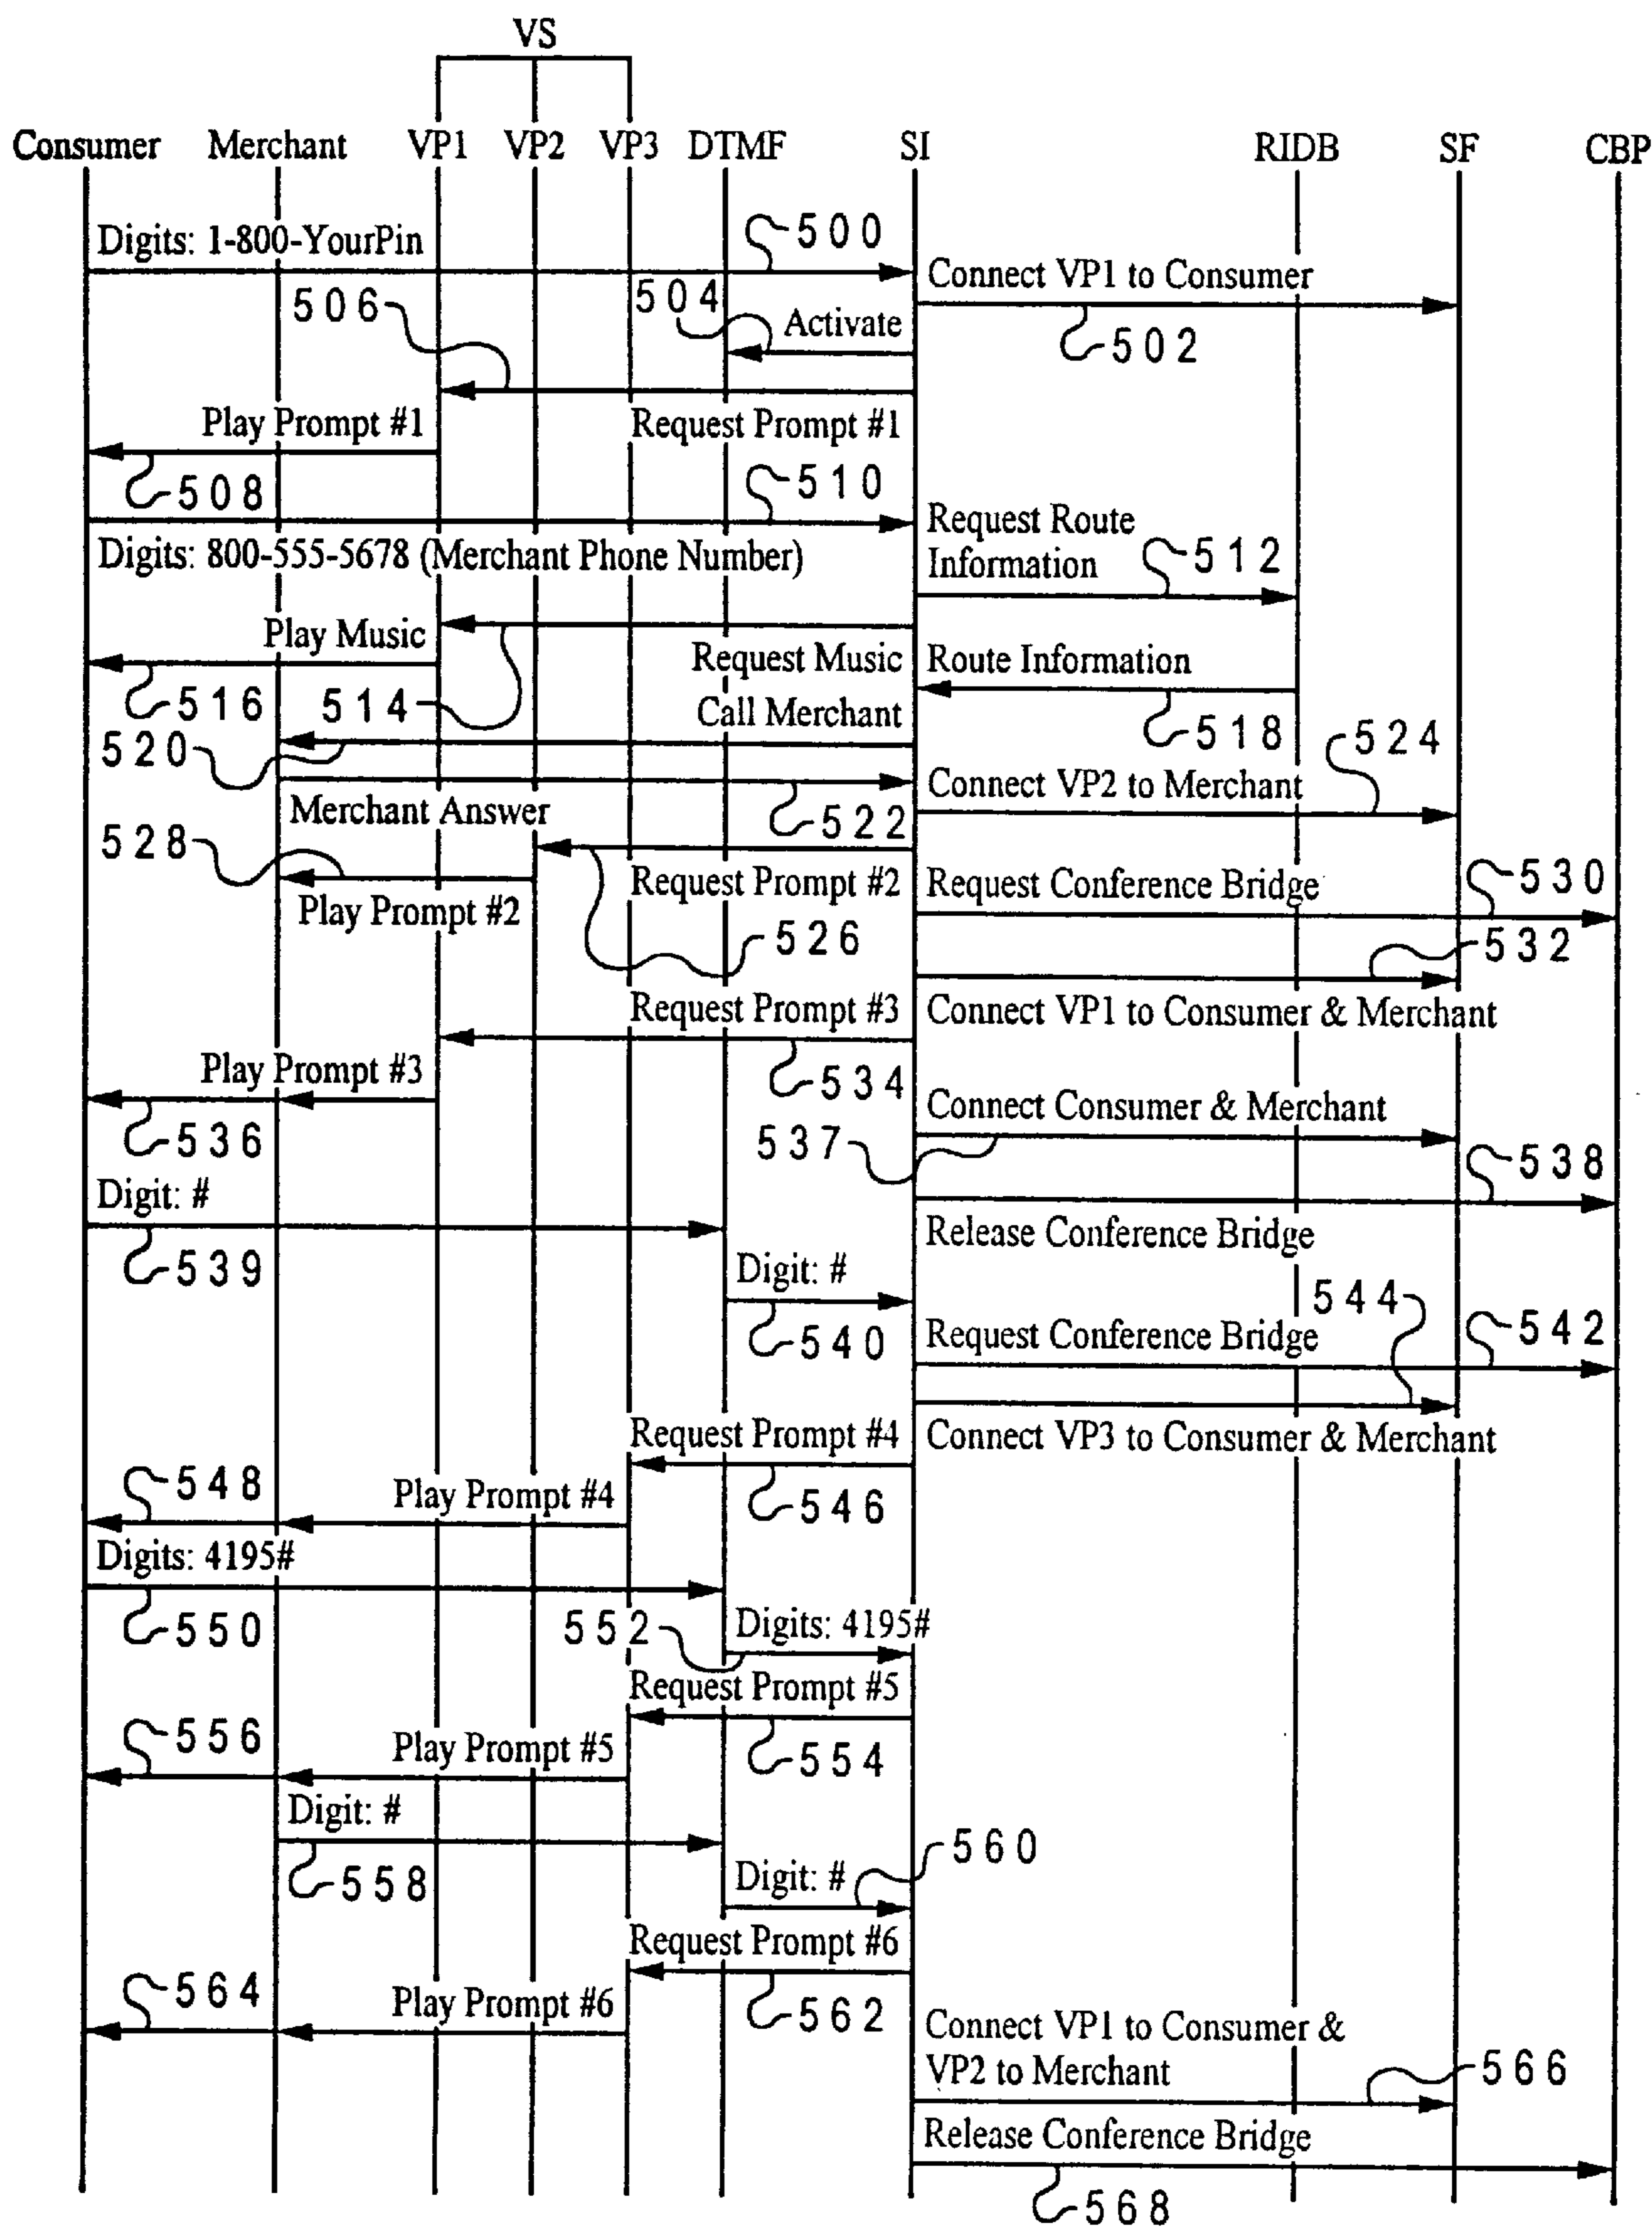 VS
Consumer Merchant VP1 VP2 VP3 DTMF SI RIDB SF CBP
Digits: 1-800-YourPin
500
Connect VP1 to Consumer
506
504
Activate
502
Play Prompt #1
Request Prompt #1
508
510
Digits: 800-555-5678 (Merchant Phone Number)
Request Route
Information
512
Play Music
Request Music
Route Information
516
514
Call Merchant
518
520
524
Connect VP2 to Merchant
Merchant Answer
522
528
Request Prompt #2
Request Conference Bridge
530
Play Prompt #2
526
532
Request Prompt #3
Connect VP1 to Consumer & Merchant
Play Prompt #3
534
Connect Consumer & Merchant
536
537
538
Digit: #
Release Conference Bridge
539
Digit: #
544
540
Request Conference Bridge
542
Request Prompt #4
Connect VP3 to Consumer & Merchant
548
Play Prompt #4
546
Digits: 4195#
550
552
Digits: 4195#
Request Prompt #5
556
Play Prompt #5
554
Digit: #
558
Digit: #
560
Request Prompt #6
564
Play Prompt #6
562
Connect VP1 to Consumer &
VP2 to Merchant
566
Release Conference Bridge
568